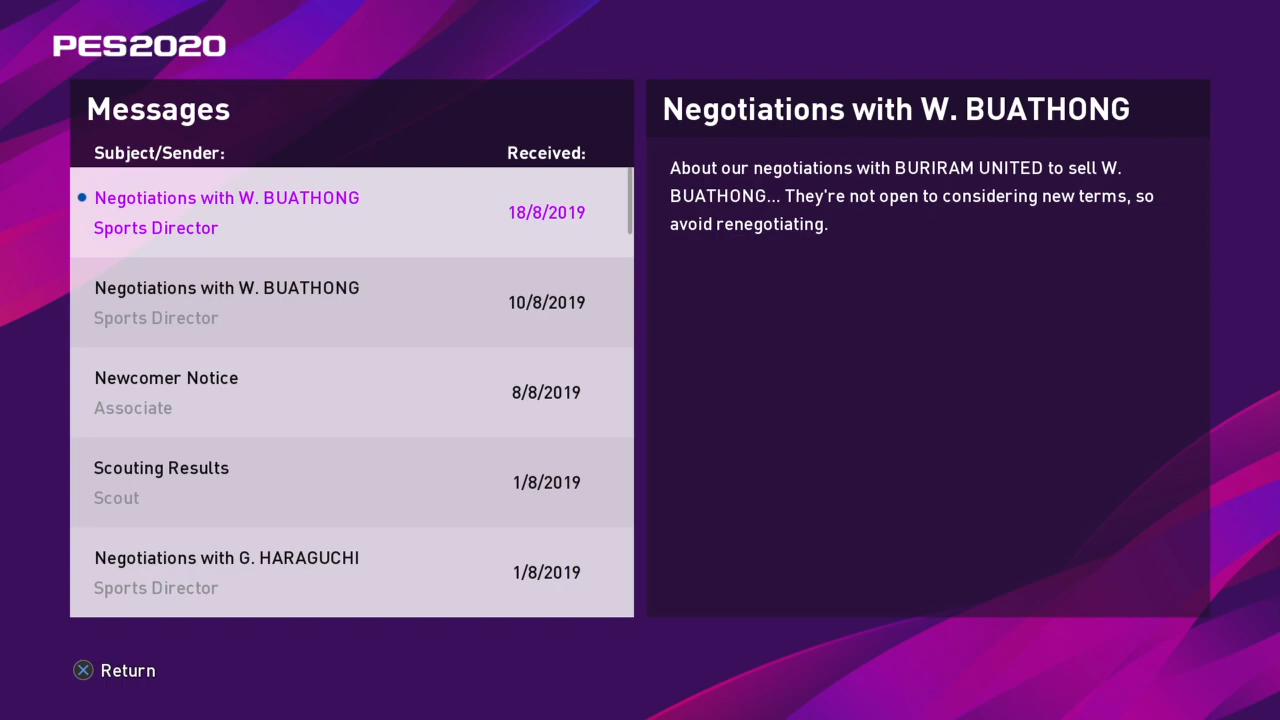 PES2020
Messages
Subject/Sender:
Received:
Negotiations with W. BUATHONG
Sports Director
18/8/2019
Negotiations with W. BUATHONG
Sports Director
10/8/2019
Newcomer Notice
Associate
8/8/2019
Scouting Results
Scout
1/8/2019
Negotiations with G. HARAGUCHI
Sports Director
1/8/2019
Negotiations with W. BUATHONG
About our negotiations with BURIRAM UNITED to sell W.
BUATHONG... They're not open to considering new terms, so
avoid renegotiating.
Return